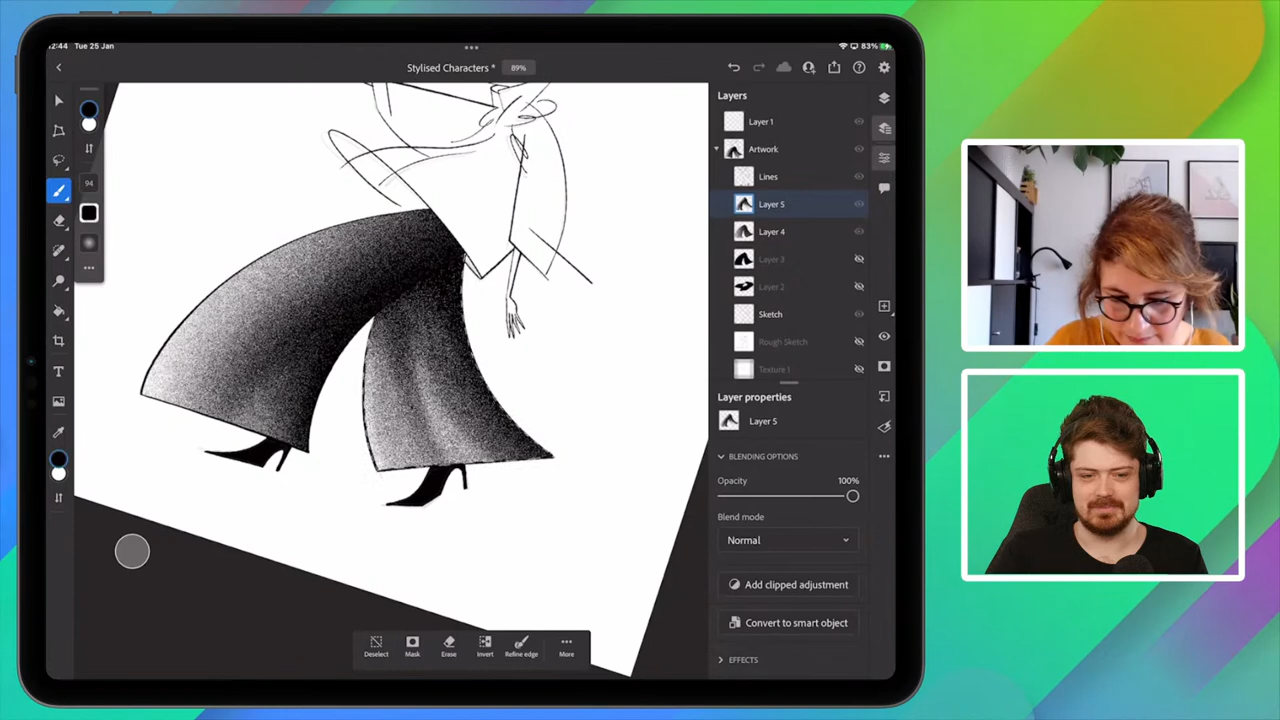 12:44 Tue 25 Jan
83%
Stylised Characters * 89%
94
Layers
Layer 1
Artwork
Lines
Layer 5
Layer 4
Layer 3
Layer 2
Sketch
Rough Sketch
Texture 1
Layer properties
Layer 5
BLENDING OPTIONS
Opacity 100%
Blend mode
Normal
Add clipped adjustment
Convert to smart object
EFFECTS
Deselect Mask Erase Invert Refine edge More